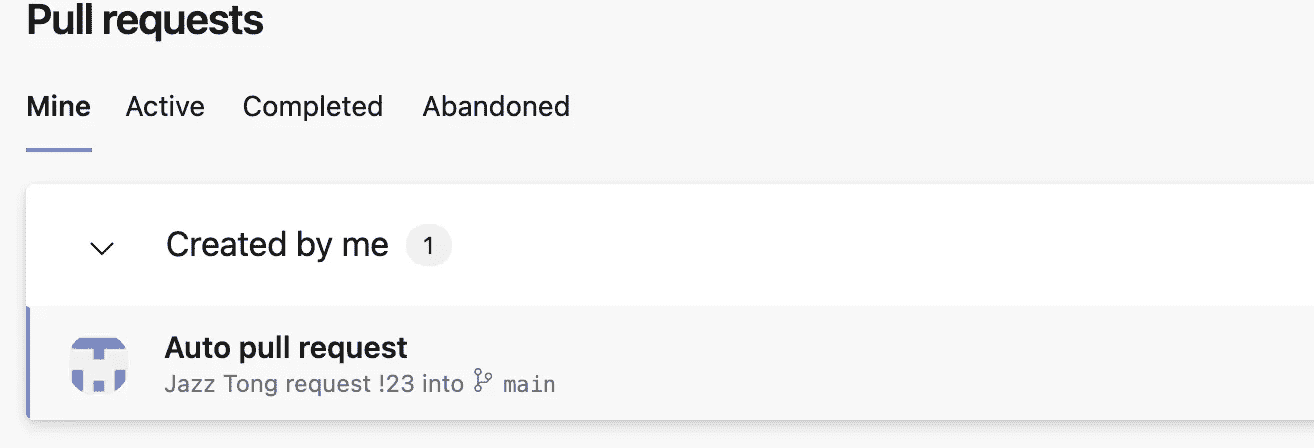 Pull requests
Mine Active Completed Abandoned
Created by me 1
Auto pull request
Jazz Tong request !23 into main